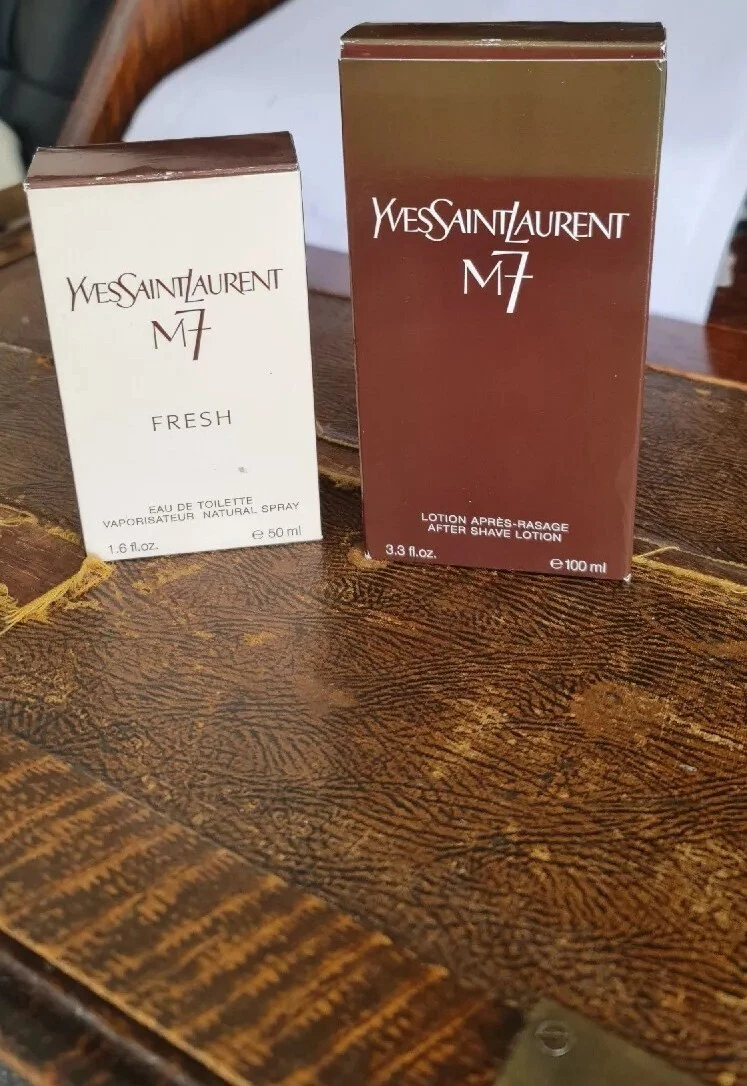 YVESSAINTLAURENT
M7
FRESH
EAU DE TOILETTE
VAPORISATEUR NATURAL SPRAY
1.6 fl.oz. ℮ 50 ml
YVESSAINTLAURENT
M7
LOTION APRÈS-RASAGE
AFTER SHAVE LOTION
3.3 fl.oz. ℮100 ml